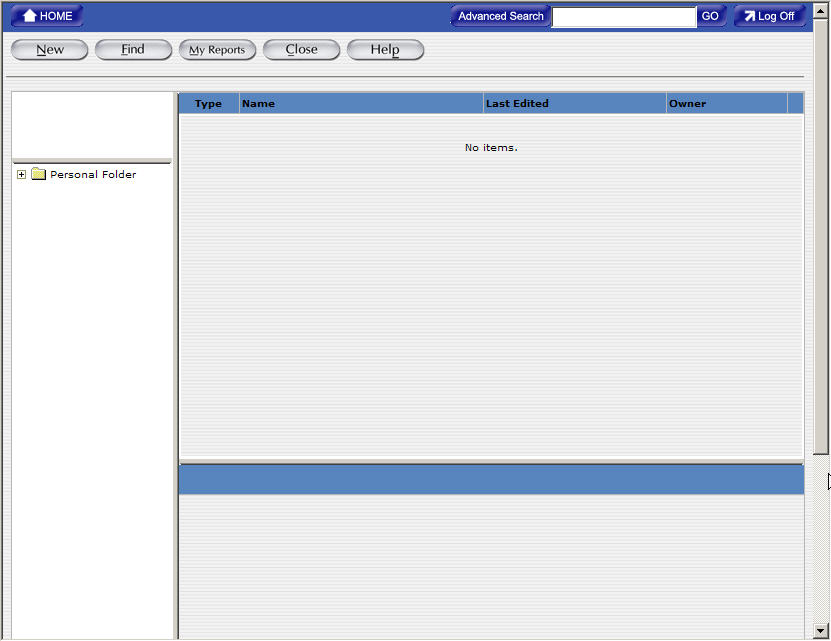 HOME Advanced Search GO Log Off
New Find My Reports Close Help
Type Name Last Edited Owner
No items.
Personal Folder